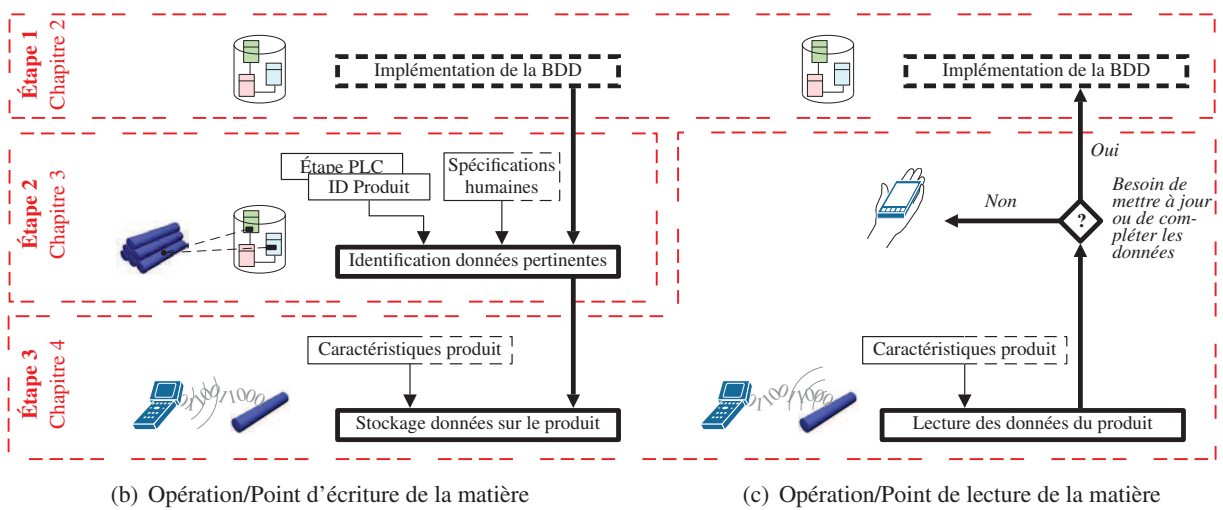 Étape 1
Chapitre 2
Implémentation de la BDD
Implémentation de la BDD
Étape 2
Chapitre 3
Étape PLC
ID Produit
Spécifications
humaines
Identification données pertinentes
Oui
Non
?
Besoin de
mettre à jour
ou de com-
pléter les
données
Étape 3
Chapitre 4
Caractéristiques produit
Stockage données sur le produit
Caractéristiques produit
Lecture des données du produit
(b) Opération/Point d'écriture de la matière
(c) Opération/Point de lecture de la matière